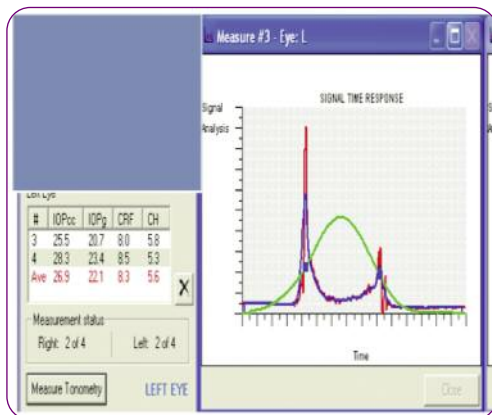 Measure #3 - Eye: L
SIGNAL TIME RESPONSE
Signal
Analysis
Left Eye
# IOPcc IOPg CRF CH
3 25.5 20.7 8.0 5.8
4 28.3 23.4 8.5 5.3
Ave 26.9 22.1 8.3 5.6
X
Measurement status
Right: 2 of 4 Left: 2 of 4
Time
Measure Tonometry LEFT EYE
Close